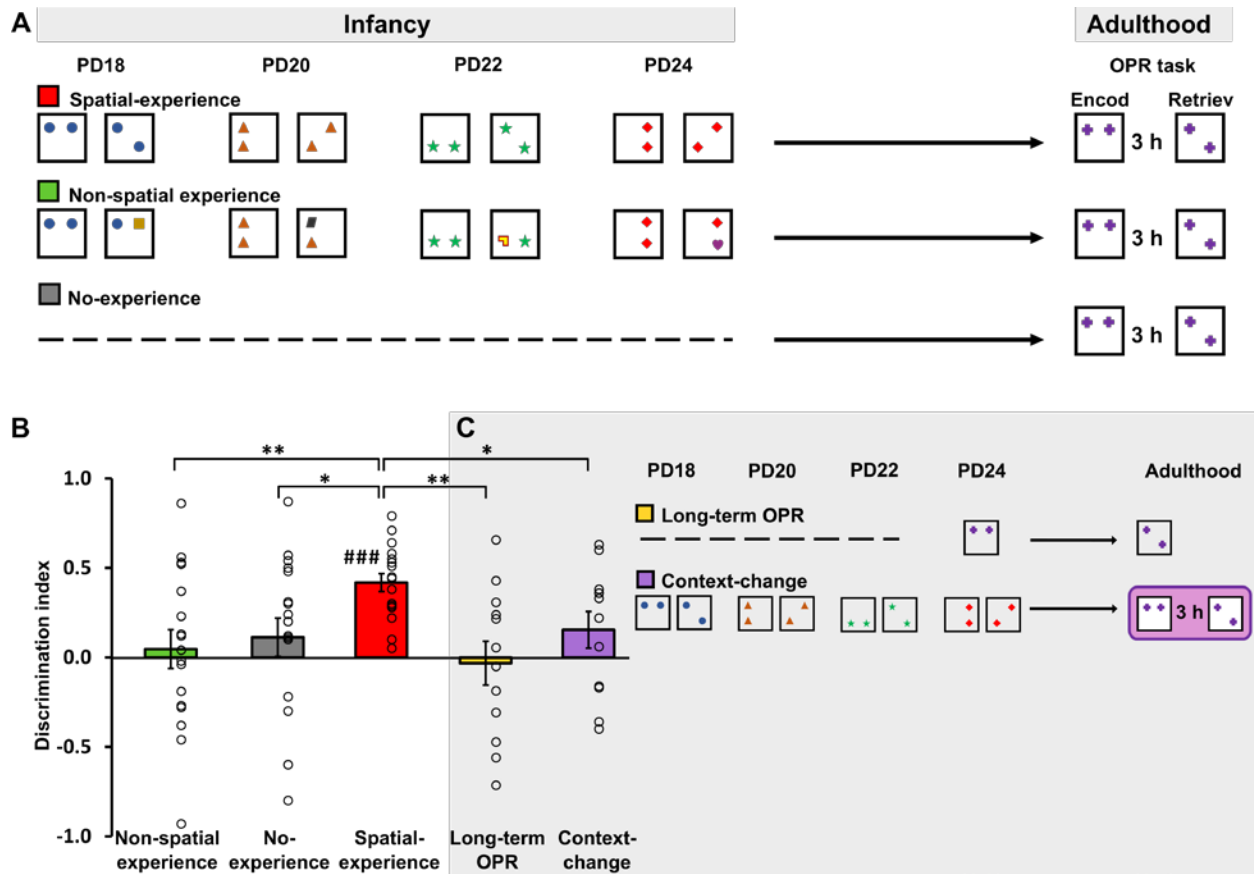 A
Infancy
Adulthood
PD18 PD20 PD22 PD24 OPR task
Spatial-experience
Encod Retriev
3 h
Non-spatial experience
3 h
No-experience
3 h
B
C
** *
* **
PD18 PD20 PD22 PD24 Adulthood
Long-term OPR
###
Context-change
3 h
Discrimination index
1.0
0.5
0.0
-0.5
-1.0
Non-spatial experience
No-experience
Spatial-experience
Long-term OPR
Context-change